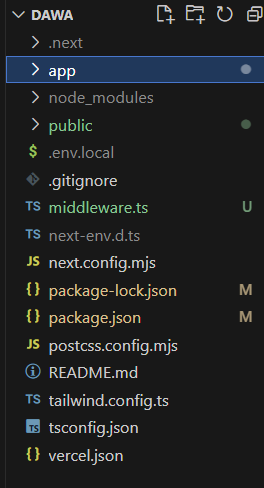 DAWA
.next
app
node_modules
public
$ .env.local
.gitignore
TS middleware.ts U
TS next-env.d.ts
JS next.config.mjs
{} package-lock.json M
{} package.json M
JS postcss.config.mjs
README.md
TS tailwind.config.ts
TS tsconfig.json
{} vercel.json